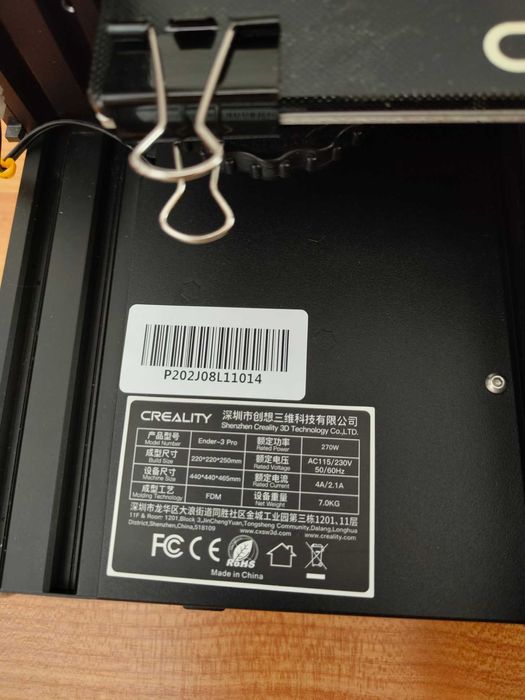 P202J08L11014
CREALITY 深圳市创想三维科技有限公司
Shenzhen Creality 3D Technology Co.,LTD.
产品型号 Model Number Ender-3 Pro 额定功率 Rated Power 270W
成型尺寸 Build Size 220*220*250mm 额定电压 Rated Voltage AC115/230V 50/60Hz
设备尺寸 Machine Size 440*440*465mm 额定电流 Rated Current 4A/2.1A
成型工艺 Molding Technology FDM 设备重量 Net Weight 7.0KG
深圳市龙华区大浪街道同胜社区金城工业园第三栋1201,11层
11F & Room 1201,Block 3,JinChengYuan,Tongsheng Community,Dalang,Longhua
District,Shenzhen,China,518109
www.cxsw3d.com www.creality.com
FC CE RoHS
Made in China